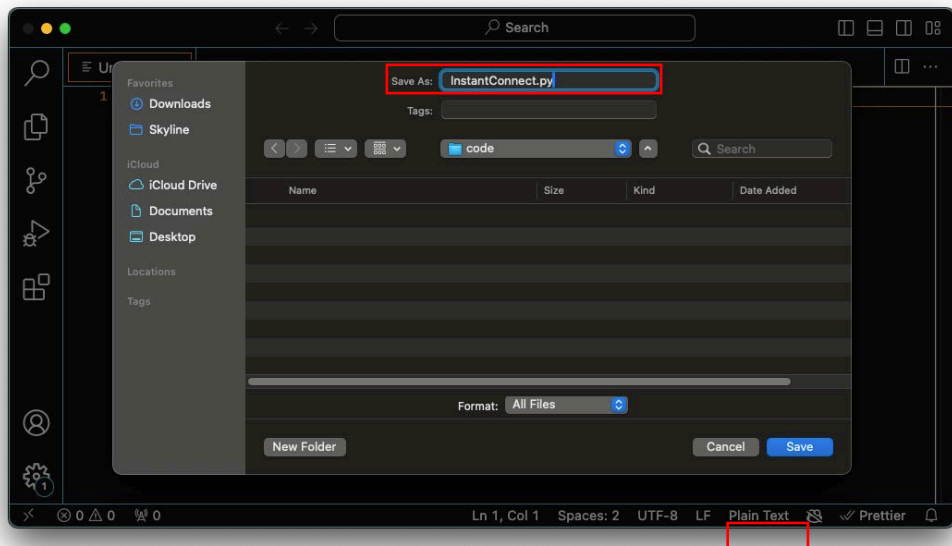 Search
Ur
1
Favorites
Downloads
Skyline
iCloud
iCloud Drive
Documents
Desktop
Locations
Tags
Save As: InstantConnect.py
Tags:
code
Search
Name Size Kind Date Added
Format: All Files
New Folder Cancel Save
1
0 0 0 Ln 1, Col 1 Spaces: 2 UTF-8 LF Plain Text Prettier